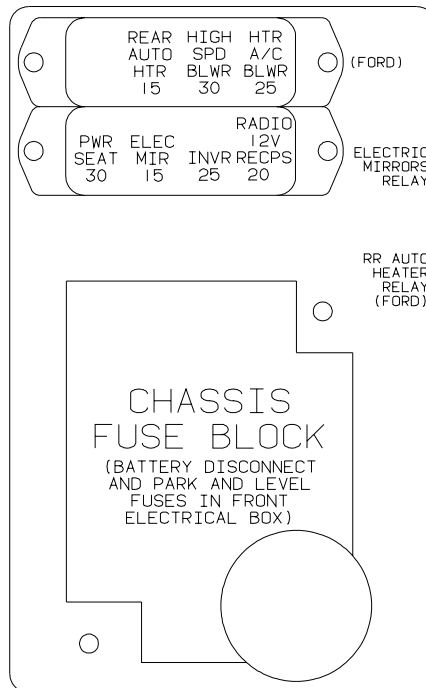 REAR HIGH HTR
AUTO SPD A/C
HTR BLWR BLWR
15 30 25
(FORD)
RADIO
PWR ELEC 12V
SEAT MIR INVR RECPS
30 15 25 20
ELECTRIC
MIRRORS
RELAY
RR AUTO
HEATER
RELAY
(FORD)
CHASSIS
FUSE BLOCK
(BATTERY DISCONNECT
AND PARK AND LEVEL
FUSES IN FRONT
ELECTRICAL BOX)